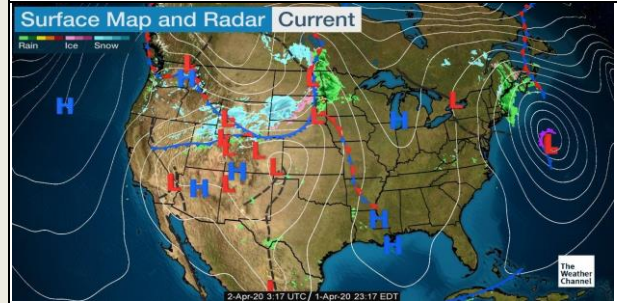 Surface Map and Radar Current
Rain Ice Snow
L
L
H
H
L
H
L
L
L
L
L
L
L
H
L
H
L
H
H
L
The
Weather
Channel
2-Apr-20 3:17 UTC / 1-Apr-20 23:17 EDT